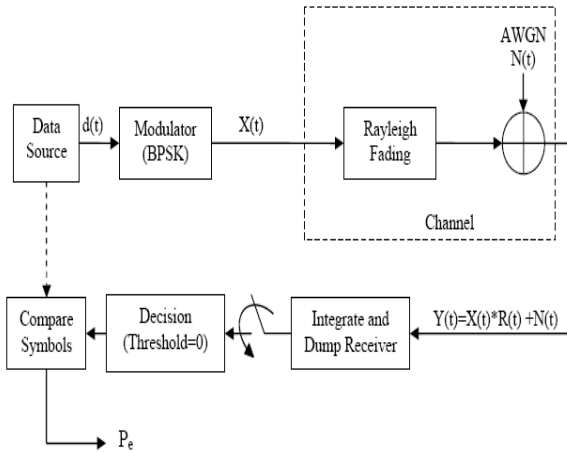 AWGN
N(t)
Data
Source
d(t)
Modulator
(BPSK)
X(t)
Rayleigh
Fading
Channel
Compare
Symbols
Decision
(Threshold=0)
Integrate and
Dump Receiver
Y(t)=X(t)*R(t) +N(t)
Pe